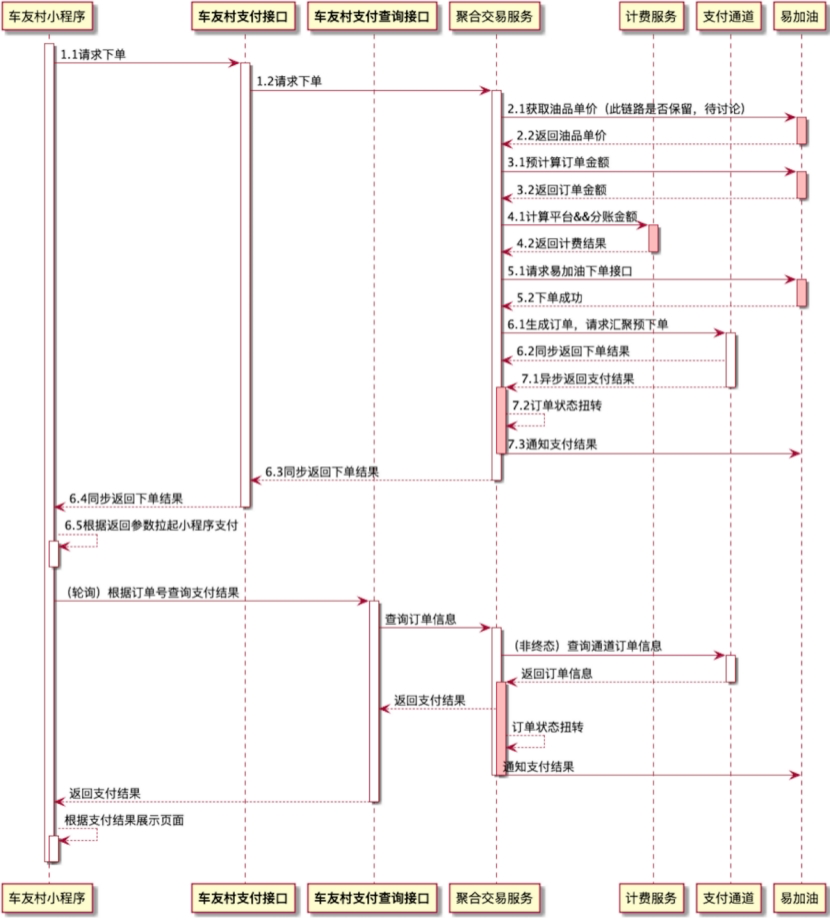 车友村小程序 车友村支付接口 车友村支付查询接口 聚合交易服务 计费服务 支付通道 易加油
1.1请求下单
1.2请求下单
2.1获取油品单价（此链路是否保留，待讨论）
2.2返回油品单价
3.1预计算订单金额
3.2返回订单金额
4.1计算平台&&分账金额
4.2返回计费结果
5.1请求易加油下单接口
5.2下单成功
6.1生成订单，请求汇聚预下单
6.2同步返回下单结果
7.1异步返回支付结果
7.2订单状态扭转
7.3通知支付结果
6.3同步返回下单结果
6.4同步返回下单结果
6.5根据返回参数拉起小程序支付
（轮询）根据订单号查询支付结果
查询订单信息
（非终态）查询通道订单信息
返回订单信息
返回支付结果
订单状态扭转
通知支付结果
返回支付结果
根据支付结果展示页面
车友村小程序 车友村支付接口 车友村支付查询接口 聚合交易服务 计费服务 支付通道 易加油